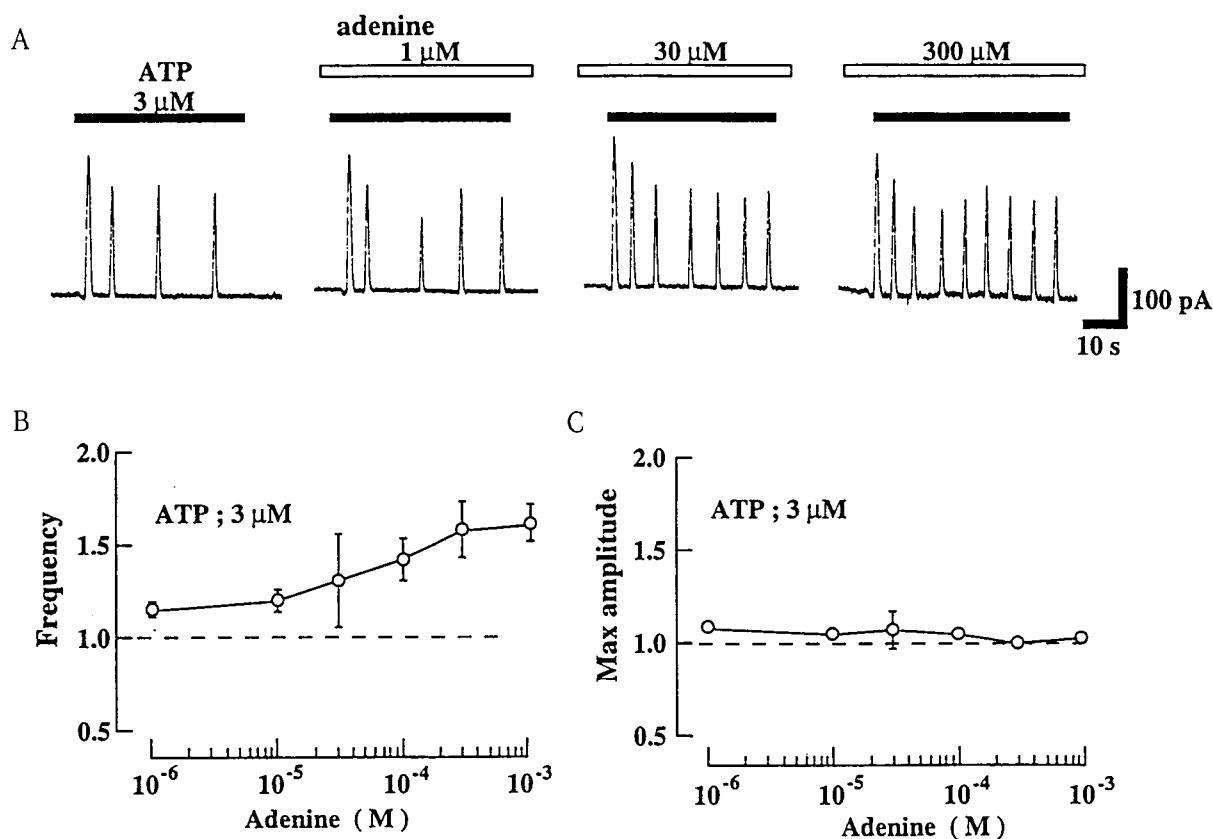 A
adenine
1 μM
30 μM
300 μM
ATP
3 μM
100 pA
10 s
B
2.0
1.5
1.0
0.5
Frequency
ATP ; 3 μM
10-6
10-5
10-4
10-3
Adenine ( M )
C
2.0
1.5
1.0
0.5
Max amplitude
ATP ; 3 μM
10-6
10-5
10-4
10-3
Adenine ( M )